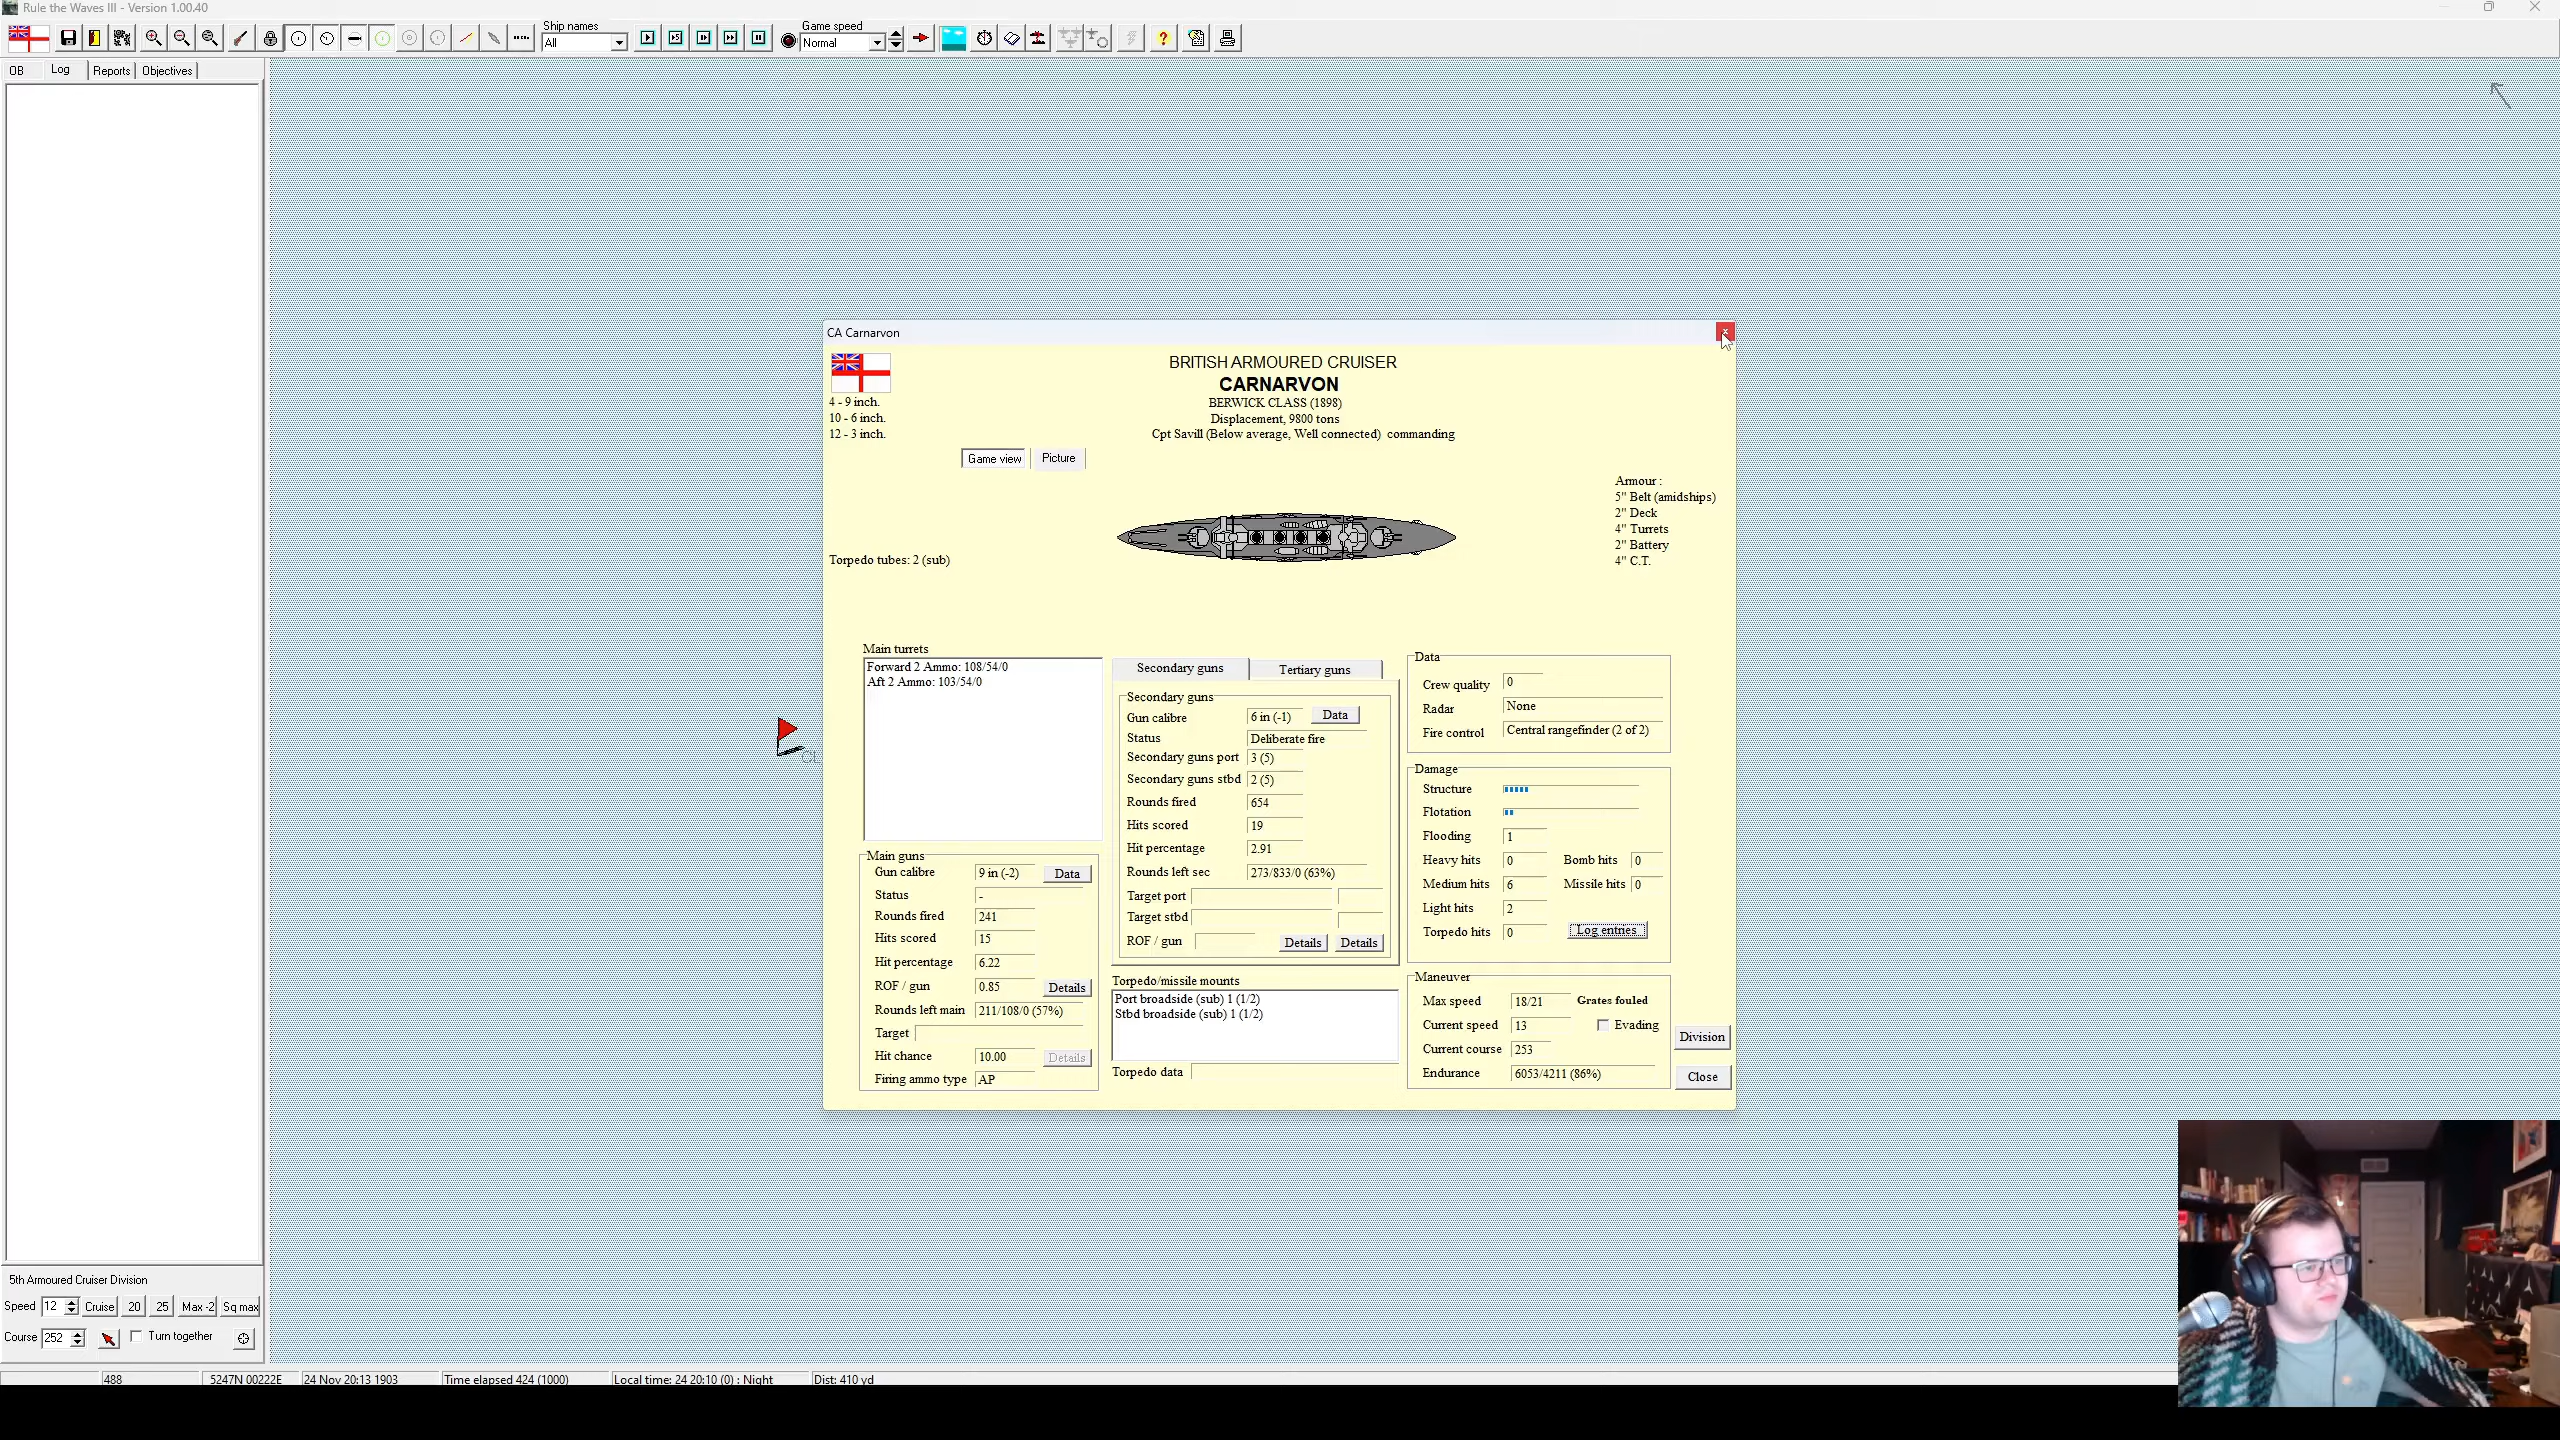 Rule the Waves III - Version 1.00.40
Ship names
All
Game speed
Normal
OB
Log
Reports
Objectives
CA Carnarvon
BRITISH ARMOURED CRUISER
CARNARVON
BERWICK CLASS (1898)
Displacement, 9800 tons
Cpt Savill (Below average, Well connected) commanding
4 - 9 inch.
10 - 6 inch.
12 - 3 inch.
Game view
Picture
Armour :
5" Belt (amidships)
2" Deck
4" Turrets
2" Battery
4" C.T.
Torpedo tubes: 2 (sub)
Main turrets
Forward 2 Ammo: 108/54/0
Aft 2 Ammo: 103/54/0
Main guns
Gun calibre 9 in (-2) Data
Status -
Rounds fired 241
Hits scored 15
Hit percentage 6.22
ROF / gun 0.85 Details
Rounds left main 211/108/0 (57%)
Target
Hit chance 10.00 Details
Firing ammo type AP
Secondary guns
Tertiary guns
Secondary guns
Gun calibre 6 in (-1) Data
Status Deliberate fire
Secondary guns port 3 (5)
Secondary guns stbd 2 (5)
Rounds fired 654
Hits scored 19
Hit percentage 2.91
Rounds left sec 273/833/0 (63%)
Target port
Target stbd
ROF / gun Details Details
Torpedo/missile mounts
Port broadside (sub) 1 (1/2)
Stbd broadside (sub) 1 (1/2)
Torpedo data
Data
Crew quality 0
Radar None
Fire control Central rangefinder (2 of 2)
Damage
Structure
Flotation
Flooding 1
Heavy hits 0 Bomb hits 0
Medium hits 6 Missile hits 0
Light hits 2
Torpedo hits 0 Log entries
Maneuver
Max speed 18/21 Grates fouled
Current speed 13 Evading
Current course 253
Endurance 6053/4211 (86%)
Division
Close
5th Armoured Cruiser Division
Speed 12 Cruise 20 25 Max -2 Sq max
Course 252 Turn together
488 5247N 00222E 24 Nov 20:13 1903 Time elapsed 424 (1000) Local time: 24 20:10 (0) : Night Dist: 410 yd